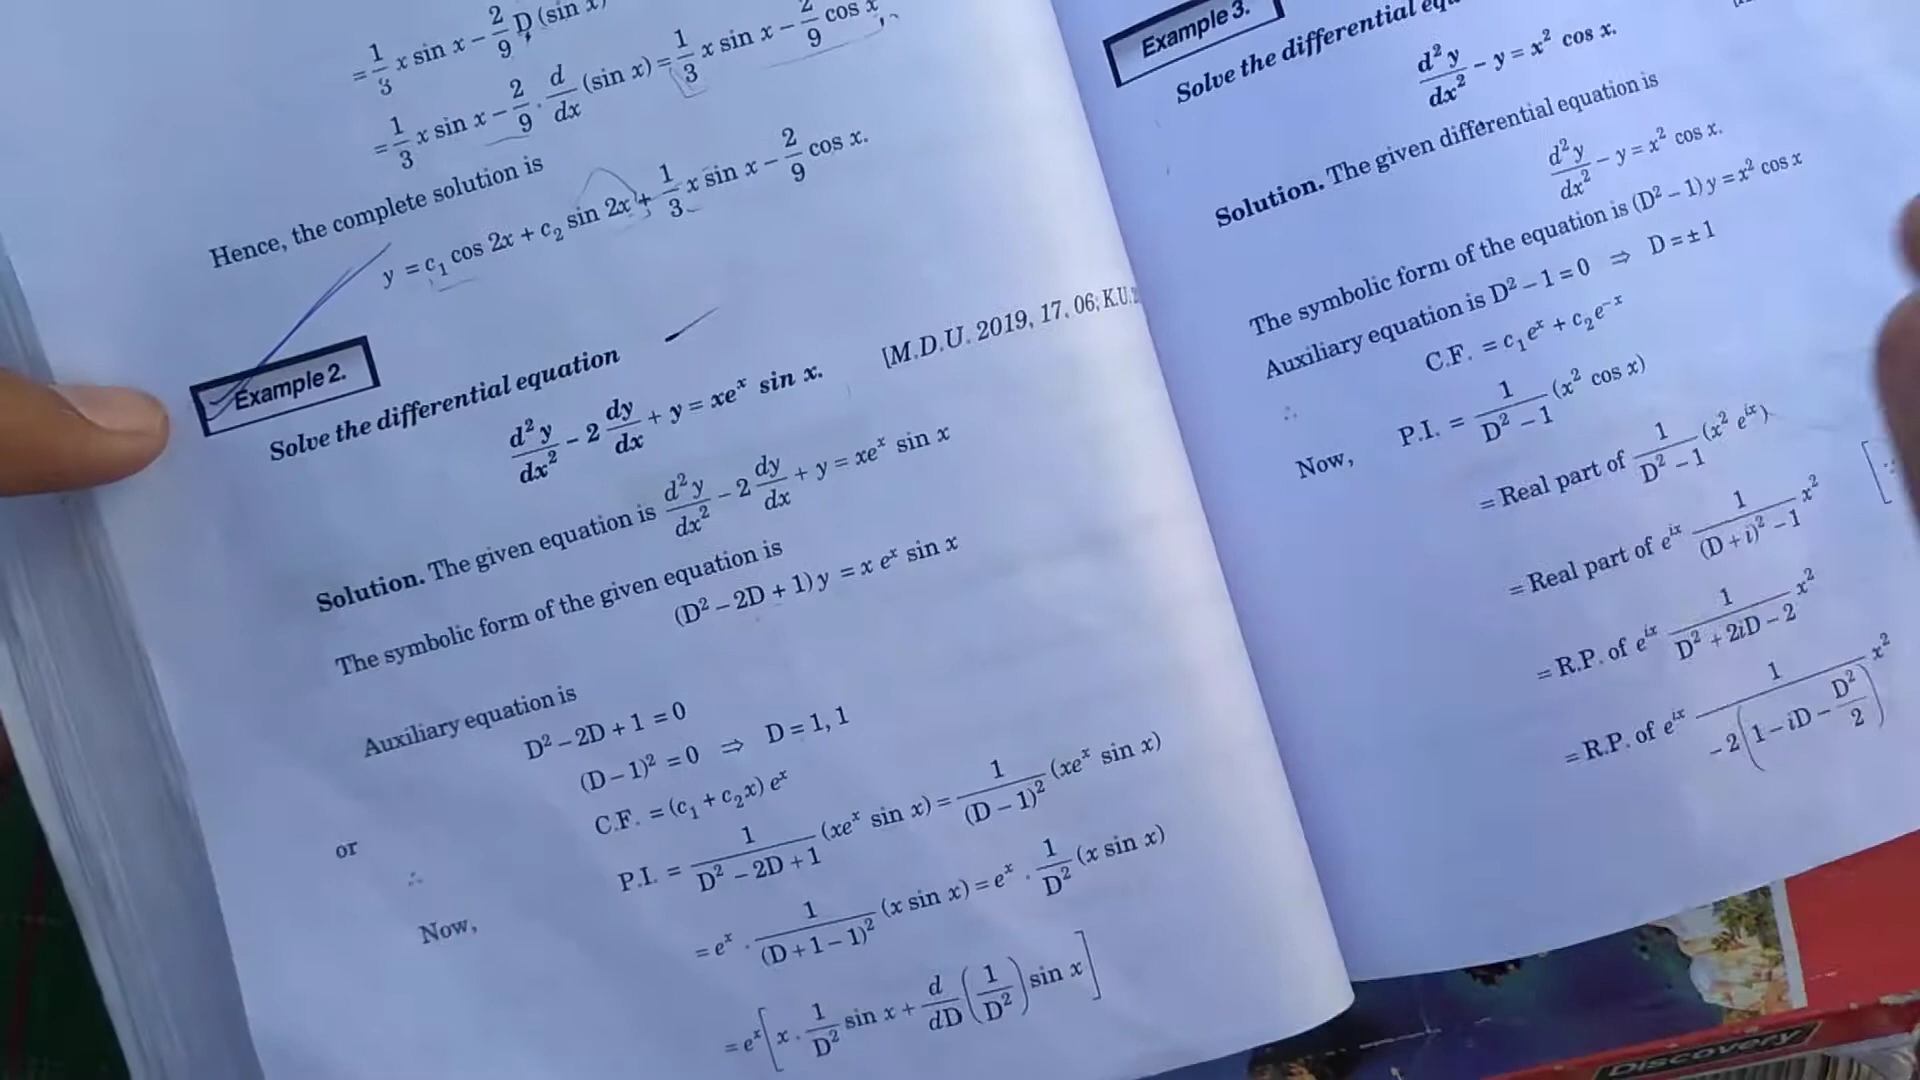 = 1/3 x sin x − 2/9 D (sin x)
= 1/3 x sin x − 2/9 . d/dx (sin x) = 1/3 x sin x − 2/9 cos x
Hence, the complete solution is
y = c₁ cos 2x + c₂ sin 2x + 1/3 x sin x − 2/9 cos x.
Example 2.
Solve the differential equation
d²y/dx² − 2 dy/dx + y = xeˣ sin x.
[M.D.U. 2019, 17, 06; K.U.
Solution. The given equation is d²y/dx² − 2 dy/dx + y = xeˣ sin x
The symbolic form of the given equation is
(D² − 2D + 1) y = x eˣ sin x
Auxiliary equation is
D² − 2D + 1 = 0
or (D − 1)² = 0 ⇒ D = 1, 1
∴ C.F. = (c₁ + c₂x) eˣ
Now, P.I. = 1/(D² − 2D + 1) (xeˣ sin x) = 1/(D − 1)² (xeˣ sin x)
= eˣ . 1/(D + 1 − 1)² (x sin x) = eˣ . 1/D² (x sin x)
= eˣ [x . 1/D² sin x + d/dD (1/D²) sin x]
Example 3.
Solve the differential
d²y/dx² − y = x² cos x.
Solution. The given differential equation is
d²y/dx² − y = x² cos x.
The symbolic form of the equation is (D² − 1) y = x² cos x
Auxiliary equation is D² − 1 = 0 ⇒ D = ± 1
∴ C.F. = c₁eˣ + c₂e⁻ˣ
Now, P.I. = 1/(D² − 1) (x² cos x)
= Real part of 1/(D² − 1) (x² eⁱˣ)
= Real part of eⁱˣ 1/((D + i)² − 1) x²
= R.P. of eⁱˣ 1/(D² + 2iD − 2) x²
= R.P. of eⁱˣ 1/(−2(1 − iD − D²/2)) x²
Discovery